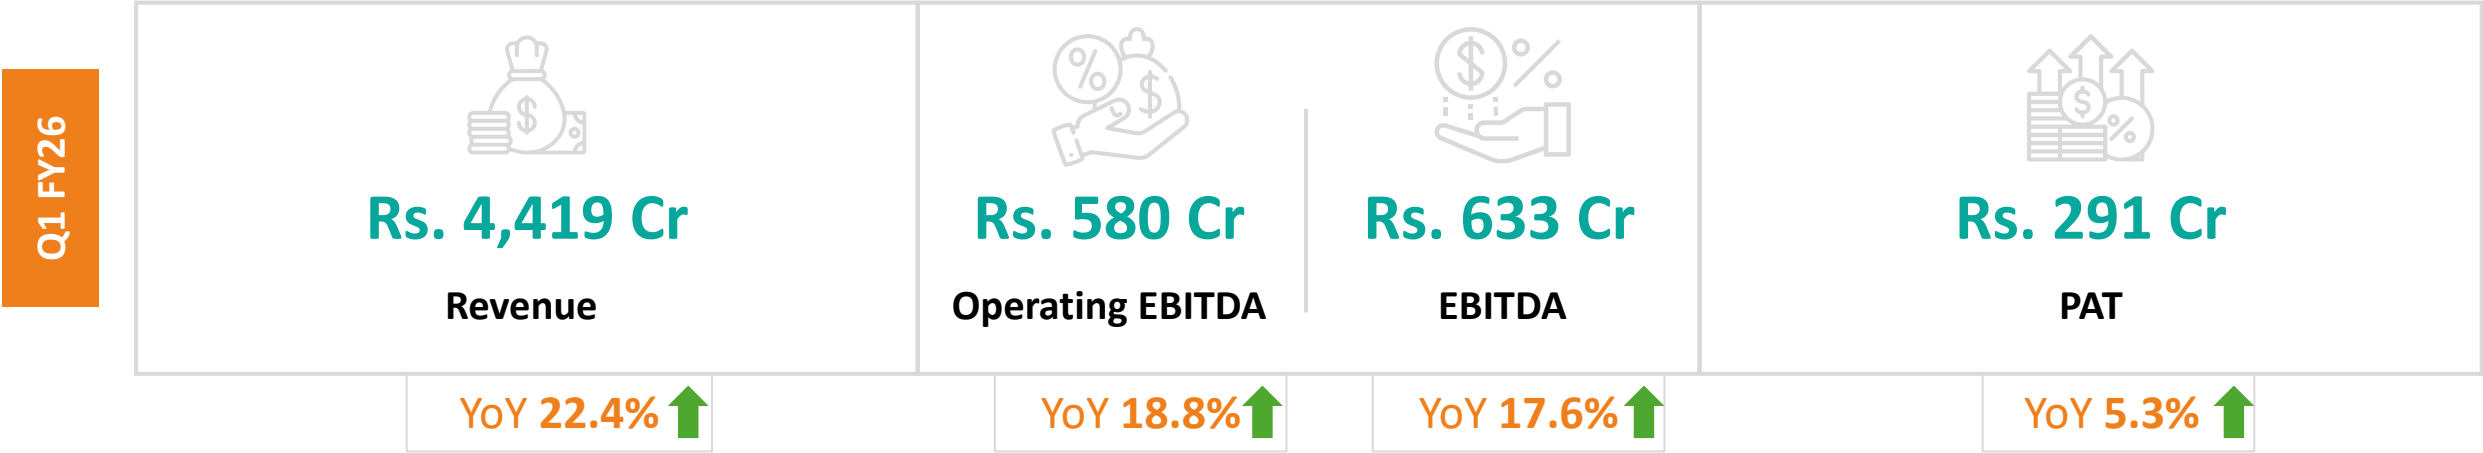 Q1 FY26
Rs. 4,419 Cr
Revenue
YoY 22.4%
Rs. 580 Cr
Operating EBITDA
YoY 18.8%
Rs. 633 Cr
EBITDA
YoY 17.6%
Rs. 291 Cr
PAT
YoY 5.3%